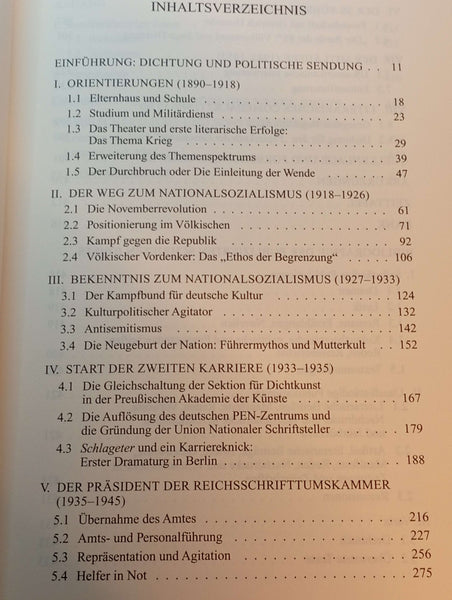 INHALTSVERZEICHNIS
EINFÜHRUNG: DICHTUNG UND POLITISCHE SENDUNG . . 11
I. ORIENTIERUNGEN (1890–1918)
1.1 Elternhaus und Schule . . . . . . . . . . . . . . . . . . . . 18
1.2 Studium und Militärdienst . . . . . . . . . . . . . . . . . 23
1.3 Das Theater und erste literarische Erfolge:
Das Thema Krieg . . . . . . . . . . . . . . . . . . . . . . . 29
1.4 Erweiterung des Themenspektrums . . . . . . . . . . . 39
1.5 Der Durchbruch oder Die Einleitung der Wende . . . . 47
II. DER WEG ZUM NATIONALSOZIALISMUS (1918–1926)
2.1 Die Novemberrevolution . . . . . . . . . . . . . . . . . . 61
2.2 Positionierung im Völkischen . . . . . . . . . . . . . . . 71
2.3 Kampf gegen die Republik . . . . . . . . . . . . . . . . . 92
2.4 Völkischer Vordenker: Das „Ethos der Begrenzung“ . . . 106
III. BEKENNTNIS ZUM NATIONALSOZIALISMUS (1927–1933)
3.1 Der Kampfbund für deutsche Kultur . . . . . . . . . . . 124
3.2 Kulturpolitischer Agitator . . . . . . . . . . . . . . . . . 132
3.3 Antisemitismus . . . . . . . . . . . . . . . . . . . . . . . 142
3.4 Die Neugeburt der Nation: Führermythos und Mutterkult . . 152
IV. START DER ZWEITEN KARRIERE (1933–1935)
4.1 Die Gleichschaltung der Sektion für Dichtkunst
in der Preußischen Akademie der Künste . . . . . . . . 167
4.2 Die Auflösung des deutschen PEN-Zentrums und
die Gründung der Union Nationaler Schriftsteller . . . . 179
4.3 Schlageter und ein Karriereknick:
Erster Dramaturg in Berlin . . . . . . . . . . . . . . . . . 188
V. DER PRÄSIDENT DER REICHSSCHRIFTTUMSKAMMER
(1935–1945)
5.1 Übernahme des Amtes . . . . . . . . . . . . . . . . . . . 216
5.2 Amts- und Personalführung . . . . . . . . . . . . . . . . 227
5.3 Repräsentation und Agitation . . . . . . . . . . . . . . . 256
5.4 Helfer in Not . . . . . . . . . . . . . . . . . . . . . . . . 275